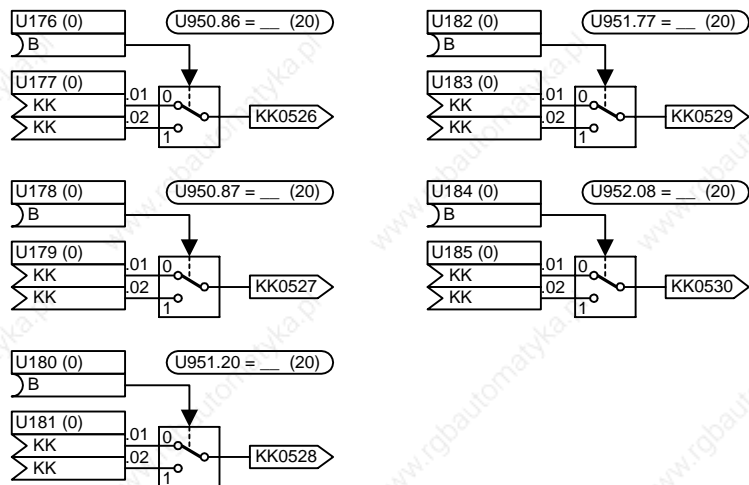 U176 (0) U950.86 = __ (20)
B
U177 (0)
KK .01 0
KK .02 KK0526
1
U182 (0) U951.77 = __ (20)
B
U183 (0)
KK .01 0
KK .02 KK0529
1
U178 (0) U950.87 = __ (20)
B
U179 (0)
KK .01 0
KK .02 KK0527
1
U184 (0) U952.08 = __ (20)
B
U185 (0)
KK .01 0
KK .02 KK0530
1
U180 (0) U951.20 = __ (20)
B
U181 (0)
KK .01 0
KK .02 KK0528
1
www.rgbautomatyka.pl